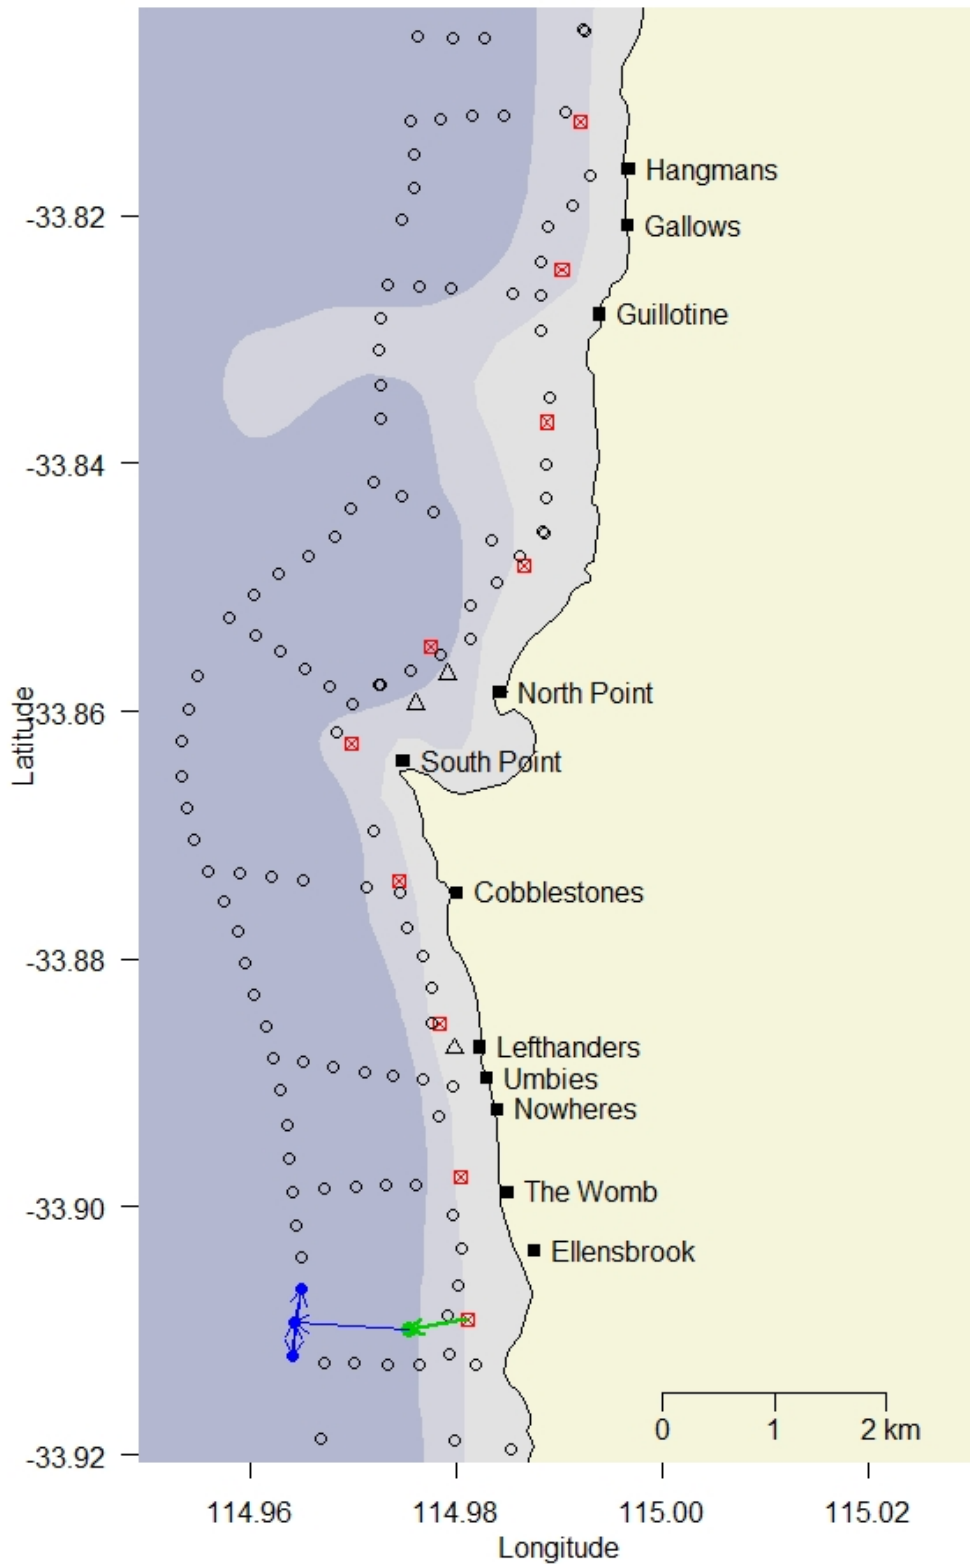 Hangmans
-33.82
Gallows
Guillotine
-33.84
North Point
-33.86
Latitude
South Point
Cobblestones
-33.88
Lefthanders
Umbies
Nowheres
The Womb
-33.90
Ellensbrook
0 1 2 km
-33.92
114.96 114.98 115.00 115.02
Longitude